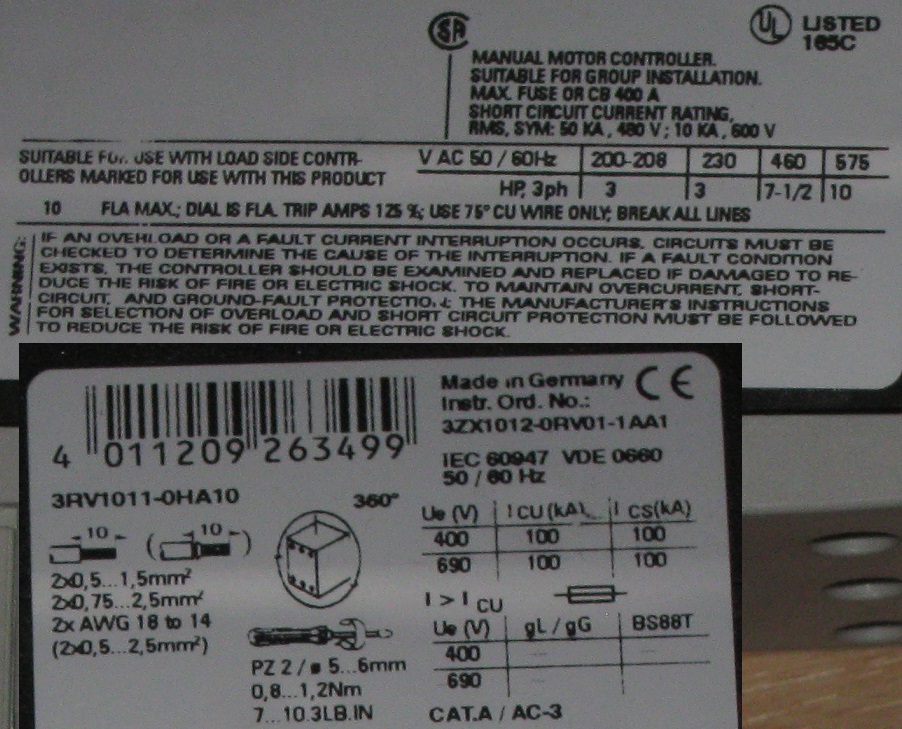 UL LISTED
165C
SA
MANUAL MOTOR CONTROLLER.
SUITABLE FOR GROUP INSTALLATION.
MAX. FUSE OR CB 400 A
SHORT CIRCUIT CURRENT RATING,
RMS, SYM: 50 KA, 480 V; 10 KA, 600 V
SUITABLE FOR USE WITH LOAD SIDE CONTR-
OLLERS MARKED FOR USE WITH THIS PRODUCT
V AC 50 / 60Hz 200-208 230 460 575
HP, 3ph 3 3 7-1/2 10
10 FLA MAX.; DIAL IS FLA. TRIP AMPS 125 %; USE 75° CU WIRE ONLY; BREAK ALL LINES
WARNING:
IF AN OVERLOAD OR A FAULT CURRENT INTERRUPTION OCCURS, CIRCUITS MUST BE
CHECKED TO DETERMINE THE CAUSE OF THE INTERRUPTION. IF A FAULT CONDITION
EXISTS, THE CONTROLLER SHOULD BE EXAMINED AND REPLACED IF DAMAGED TO RE-
DUCE THE RISK OF FIRE OR ELECTRIC SHOCK. TO MAINTAIN OVERCURRENT, SHORT-
CIRCUIT, AND GROUND-FAULT PROTECTION, THE MANUFACTURER'S INSTRUCTIONS
FOR SELECTION OF OVERLOAD AND SHORT CIRCUIT PROTECTION MUST BE FOLLOWED
TO REDUCE THE RISK OF FIRE OR ELECTRIC SHOCK.
4 011209 263499
Made in Germany CE
Instr. Ord. No.:
3ZX1012-0RV01-1AA1
IEC 60947 VDE 0660
50 / 60 Hz
3RV1011-0HA10 360°
10 (10)
2x0,5...1,5mm²
2x0,75...2,5mm²
2x AWG 18 to 14
(2x0,5...2,5mm²)
PZ 2 / ø 5...6mm
0,8...1,2Nm
7...10.3LB.IN
Ue (V) I CU (kA) I CS(kA)
400 100 100
690 100 100
I > I CU
Ue (V) gL / gG BS88T
400 —
690 —
CAT.A / AC-3